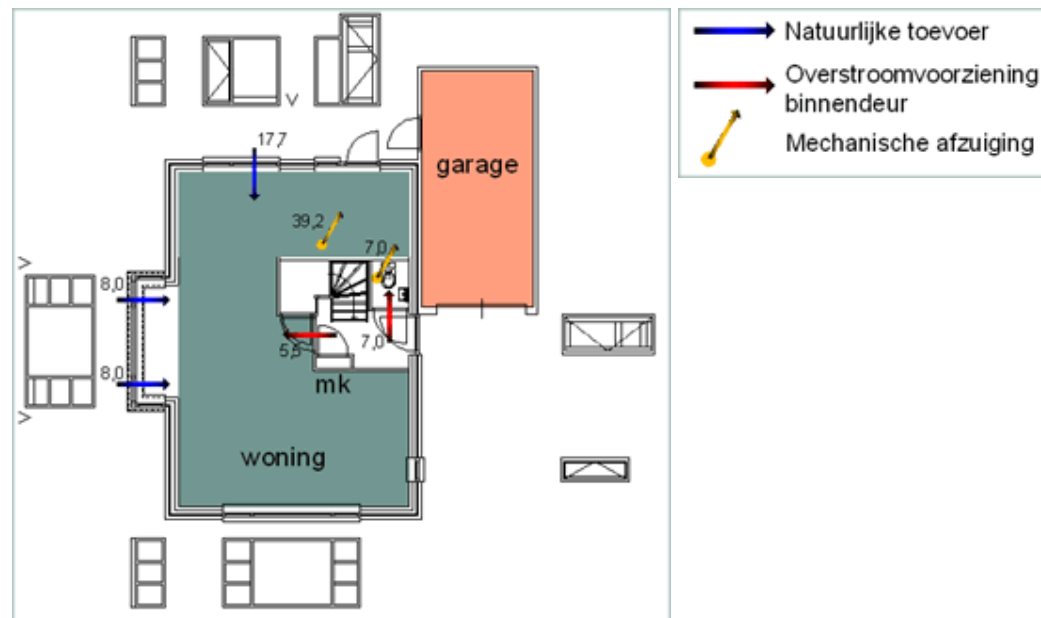 17,7
garage
39,2
7,0
8,0
7,0
5,5
8,0
mk
woning
Natuurlijke toevoer
Overstroomvoorziening
binnendeur
Mechanische afzuiging